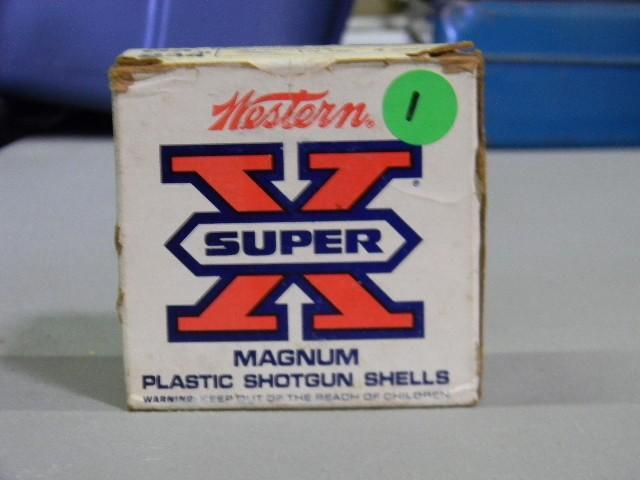 Western®
1
SUPER X®
MAGNUM
PLASTIC SHOTGUN SHELLS
WARNING: KEEP OUT OF THE REACH OF CHILDREN